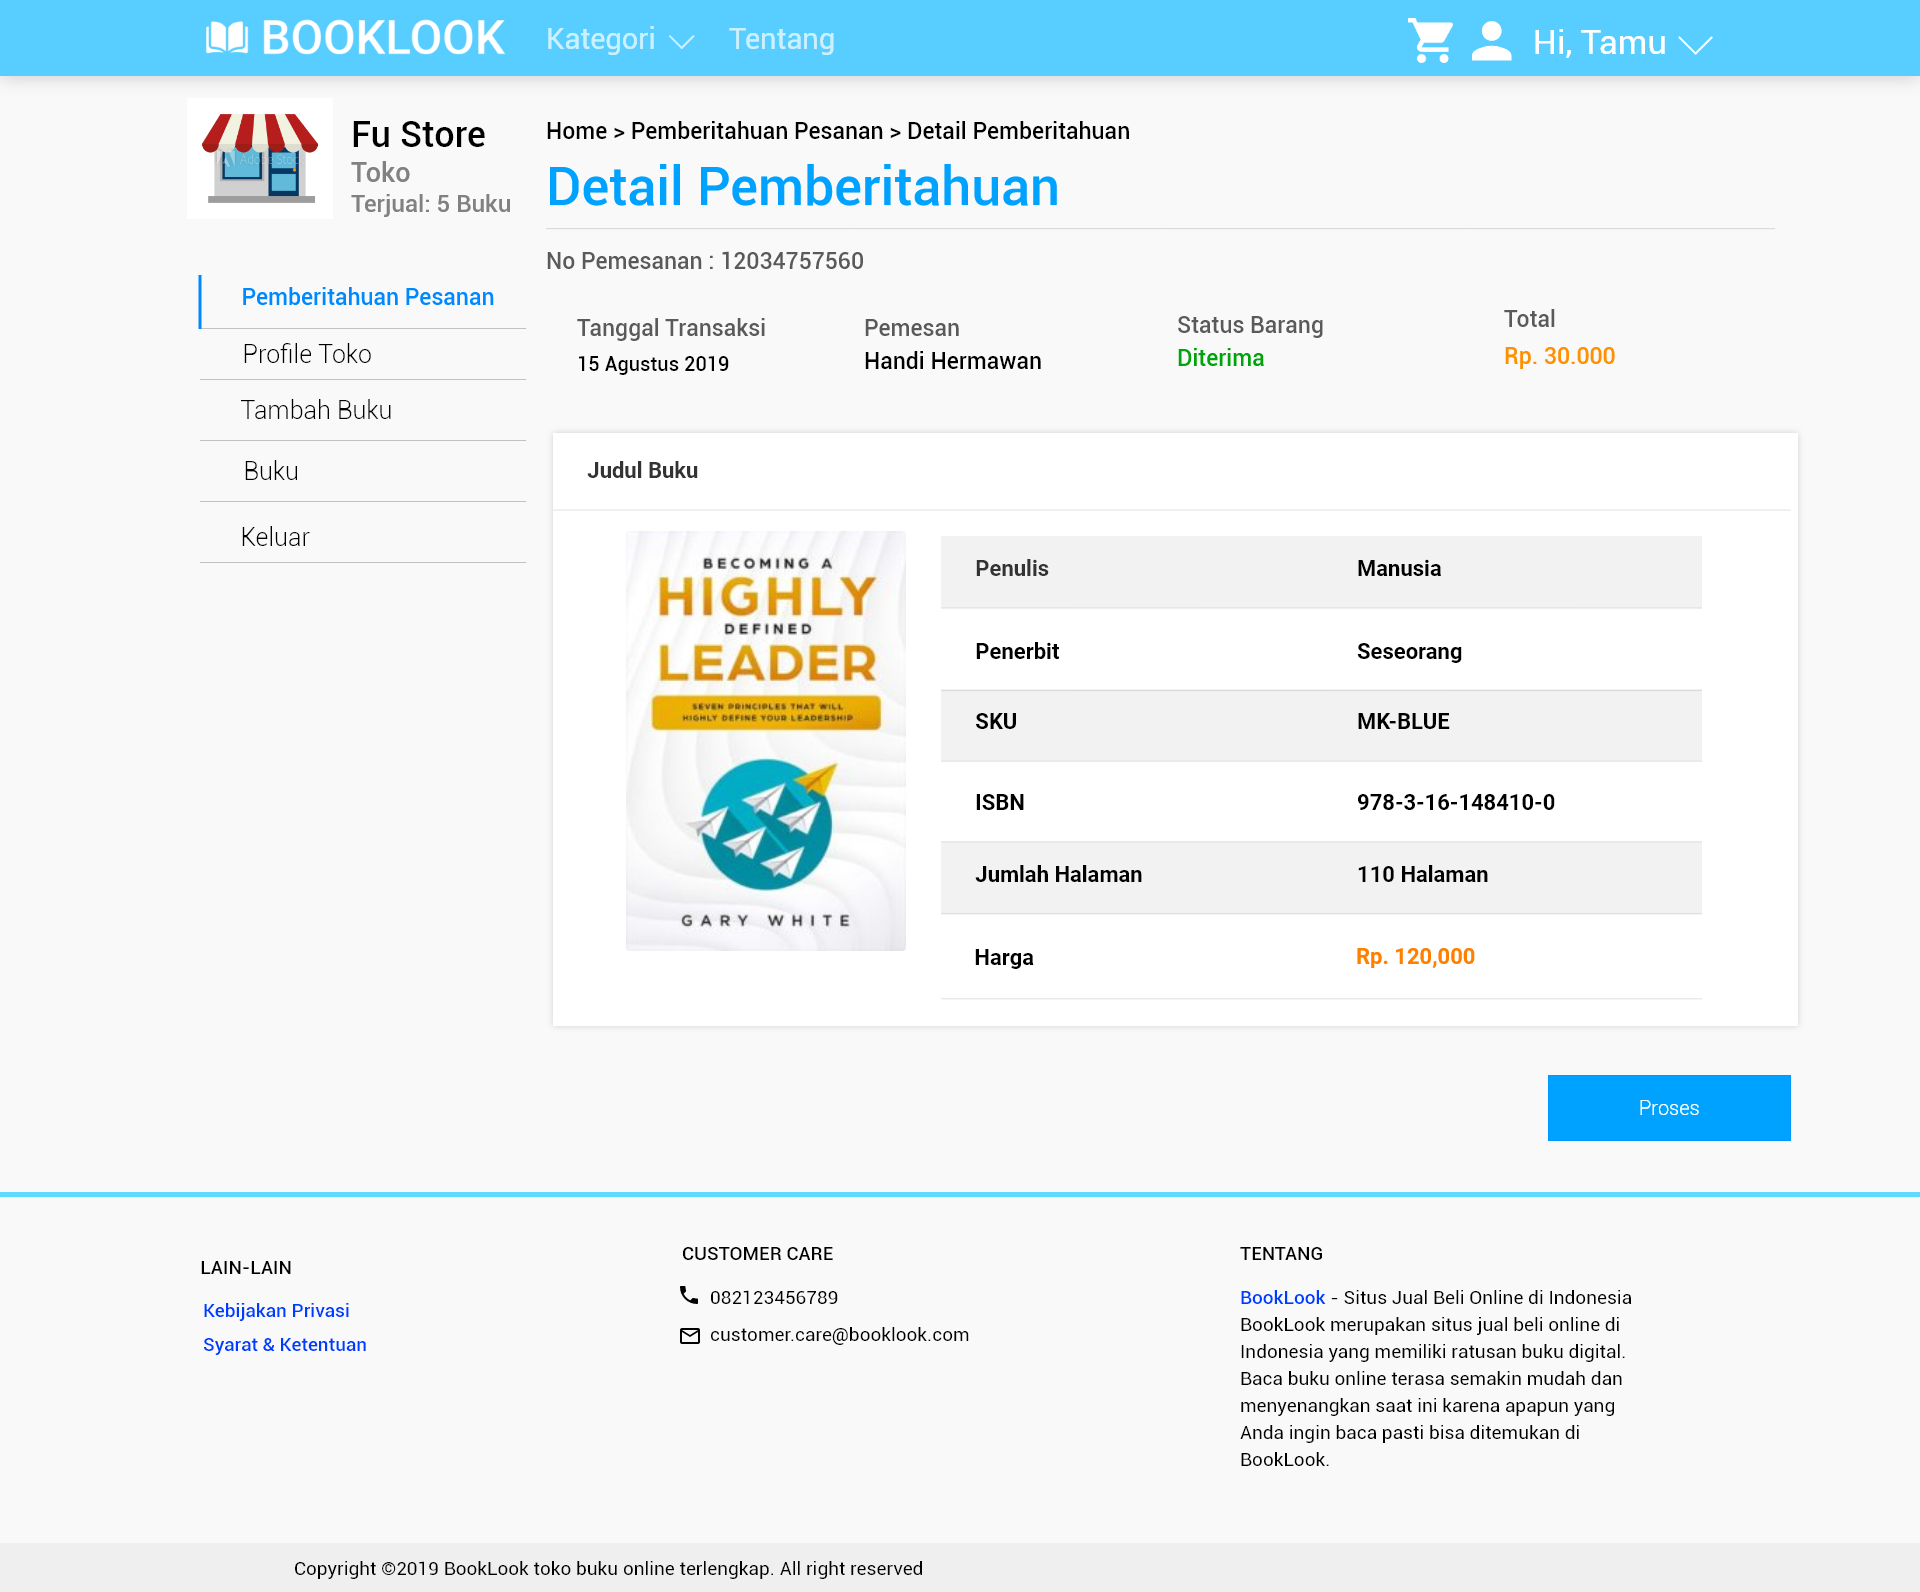 BOOKLOOK Kategori Tentang Hi, Tamu
Fu Store
Toko
Terjual: 5 Buku
Pemberitahuan Pesanan
Profile Toko
Tambah Buku
Buku
Keluar
Home > Pemberitahuan Pesanan > Detail Pemberitahuan
Detail Pemberitahuan
No Pemesanan : 12034757560
Tanggal Transaksi
15 Agustus 2019
Pemesan
Handi Hermawan
Status Barang
Diterima
Total
Rp. 30.000
Judul Buku
BECOMING A
HIGHLY
DEFINED
LEADER
SEVEN PRINCIPLES THAT WILL
HIGHLY DEFINE YOUR LEADERSHIP
GARY WHITE
Penulis Manusia
Penerbit Seseorang
SKU MK-BLUE
ISBN 978-3-16-148410-0
Jumlah Halaman 110 Halaman
Harga Rp. 120,000
Proses
LAIN-LAIN
Kebijakan Privasi
Syarat & Ketentuan
CUSTOMER CARE
082123456789
customer.care@booklook.com
TENTANG
BookLook - Situs Jual Beli Online di Indonesia
BookLook merupakan situs jual beli online di
Indonesia yang memiliki ratusan buku digital.
Baca buku online terasa semakin mudah dan
menyenangkan saat ini karena apapun yang
Anda ingin baca pasti bisa ditemukan di
BookLook.
Copyright ©2019 BookLook toko buku online terlengkap. All right reserved